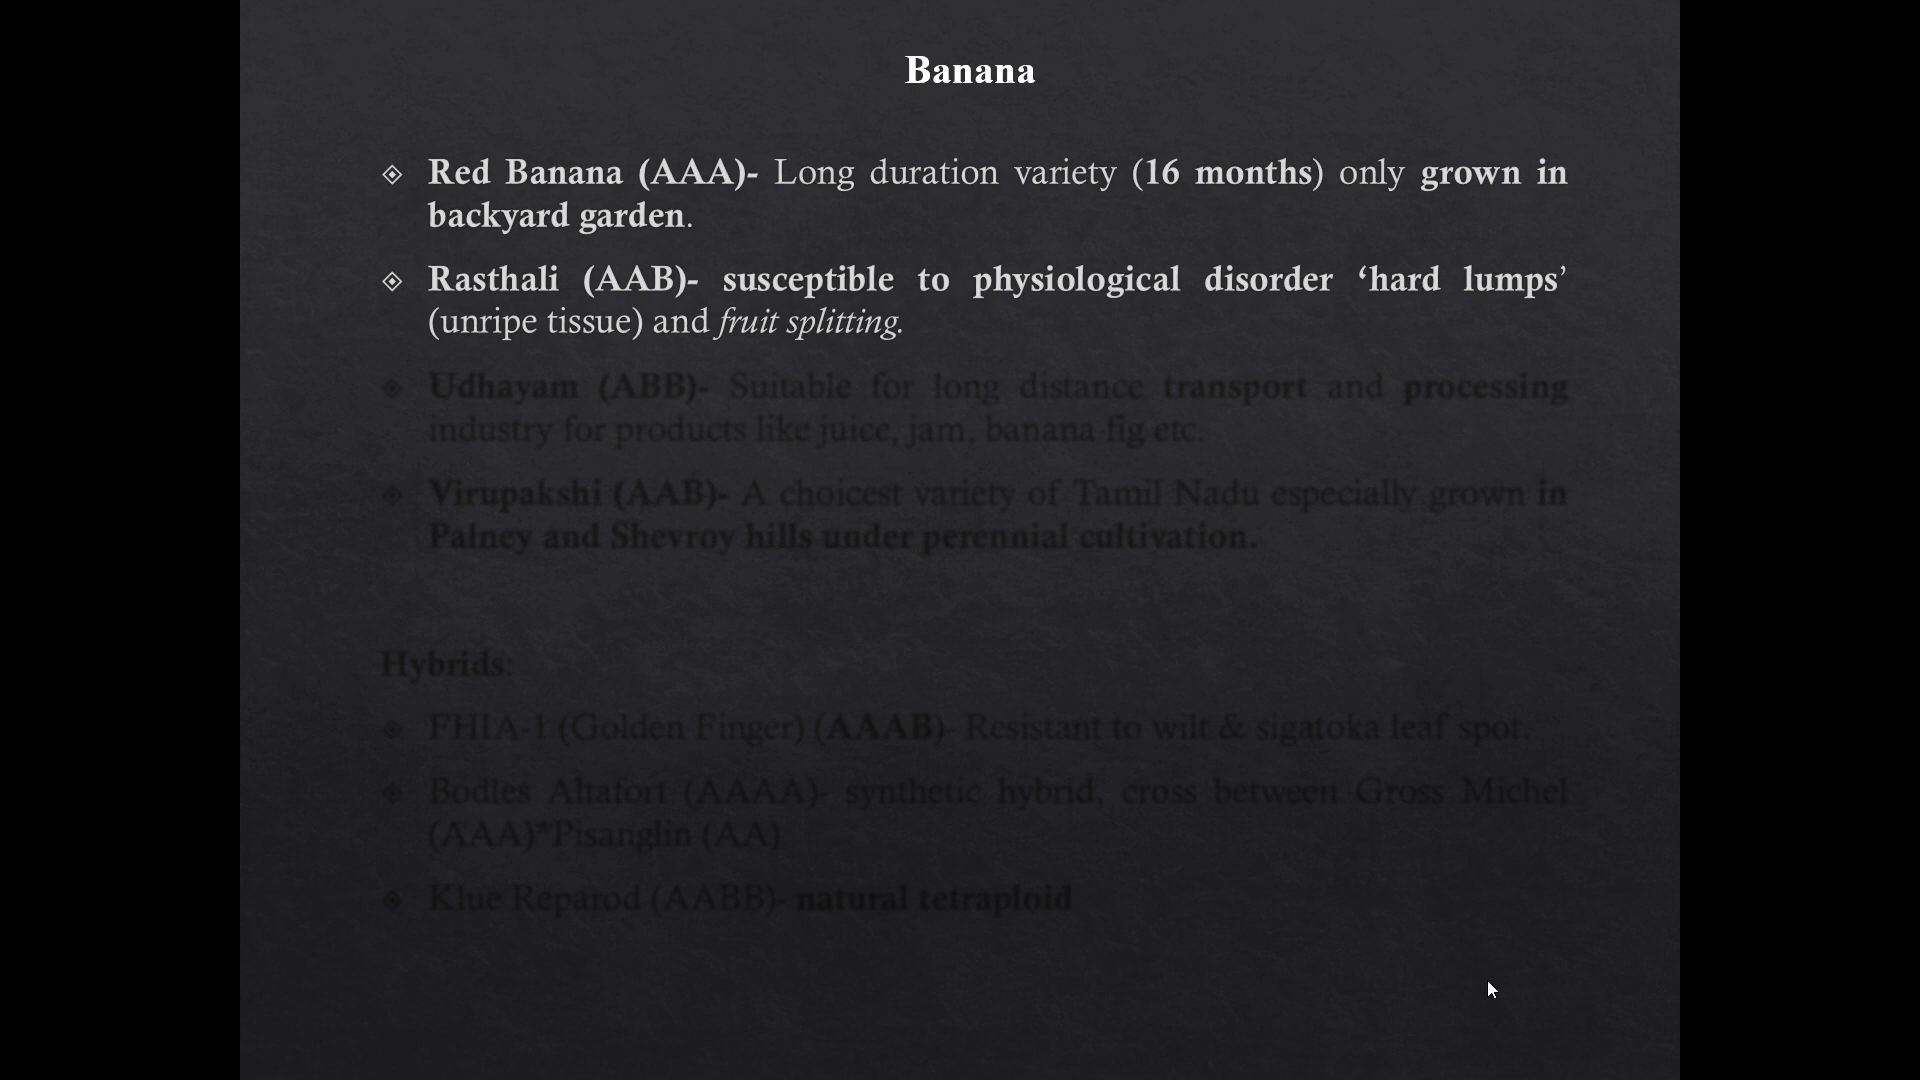 Banana
Red Banana (AAA)- Long duration variety (16 months) only grown in
backyard garden.
Rasthali (AAB)- susceptible to physiological disorder ‘hard lumps’
(unripe tissue) and fruit splitting.
Udhayam (ABB)- Suitable for long distance transport and processing
industry for products like juice, jam, banana fig etc.
Virupakshi (AAB)- A choicest variety of Tamil Nadu especially grown in
Palney and Shevroy hills under perennial cultivation.
Hybrids:
FHIA-1 (Golden Finger) (AAAB)- Resistant to wilt & sigatoka leaf spot.
Bodles Altafort (AAAA)- synthetic hybrid, cross between Gross Michel
(AAA)*Pisanglin (AA)
Klue Reparod (AABB)- natural tetraploid